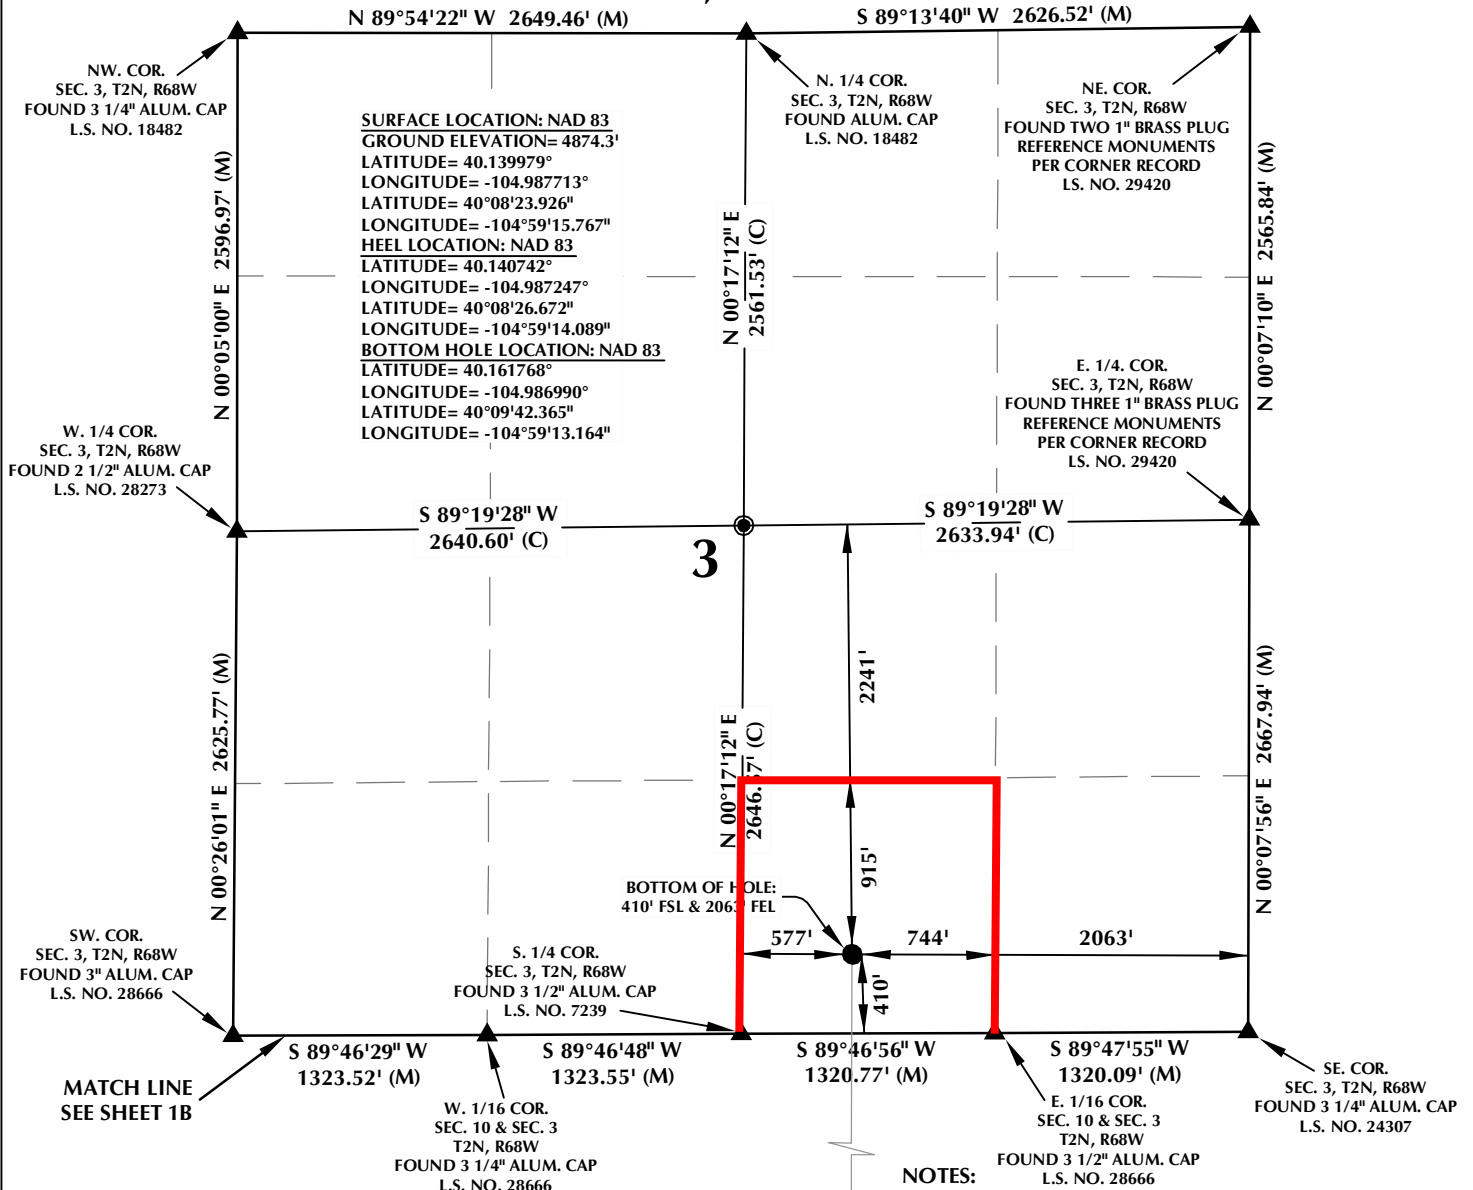 N 89°54'22" W 2649.46' (M)
S 89°13'40" W 2626.52' (M)
NW. COR.
SEC. 3, T2N, R68W
FOUND 3 1/4" ALUM. CAP
L.S. NO. 18482
N. 1/4 COR.
SEC. 3, T2N, R68W
FOUND ALUM. CAP
L.S. NO. 18482
NE. COR.
SEC. 3, T2N, R68W
FOUND TWO 1" BRASS PLUG
REFERENCE MONUMENTS
PER CORNER RECORD
LS. NO. 29420
SURFACE LOCATION: NAD 83
GROUND ELEVATION= 4874.3'
LATITUDE= 40.139979°
LONGITUDE= -104.987713°
LATITUDE= 40°08'23.926"
LONGITUDE= -104°59'15.767"
HEEL LOCATION: NAD 83
LATITUDE= 40.140742°
LONGITUDE= -104.987247°
LATITUDE= 40°08'26.672"
LONGITUDE= -104°59'14.089"
BOTTOM HOLE LOCATION: NAD 83
LATITUDE= 40.161768°
LONGITUDE= -104.986990°
LATITUDE= 40°09'42.365"
LONGITUDE= -104°59'13.164"
N 00°05'00" E 2596.97' (M)
N 00°17'12" E
2561.53' (C)
N 00°07'10" E 2565.84' (M)
W. 1/4 COR.
SEC. 3, T2N, R68W
FOUND 2 1/2" ALUM. CAP
L.S. NO. 28273
E. 1/4. COR.
SEC. 3, T2N, R68W
FOUND THREE 1" BRASS PLUG
REFERENCE MONUMENTS
PER CORNER RECORD
LS. NO. 29420
S 89°19'28" W
2640.60' (C)
S 89°19'28" W
2633.94' (C)
3
2241'
N 00°26'01" E 2625.77' (M)
N 00°17'12" E
N 00°07'56" E 2667.94' (M)
915'
BOTTOM OF HOLE:
410' FSL & 2063' FEL
577'
744'
2063'
410'
SW. COR.
SEC. 3, T2N, R68W
FOUND 3" ALUM. CAP
L.S. NO. 28666
S. 1/4 COR.
SEC. 3, T2N, R68W
FOUND 3 1/2" ALUM. CAP
L.S. NO. 7239
S 89°46'29" W
1323.52' (M)
S 89°46'48" W
1323.55' (M)
S 89°46'56" W
1320.77' (M)
S 89°47'55" W
1320.09' (M)
MATCH LINE
SEE SHEET 1B
W. 1/16 COR.
SEC. 10 & SEC. 3
T2N, R68W
FOUND 3 1/4" ALUM. CAP
L.S. NO. 28666
E. 1/16 COR.
SEC. 10 & SEC. 3
T2N, R68W
FOUND 3 1/2" ALUM. CAP
L.S. NO. 28666
SE. COR.
SEC. 3, T2N, R68W
FOUND 3 1/4" ALUM. CAP
L.S. NO. 24307
NOTES: